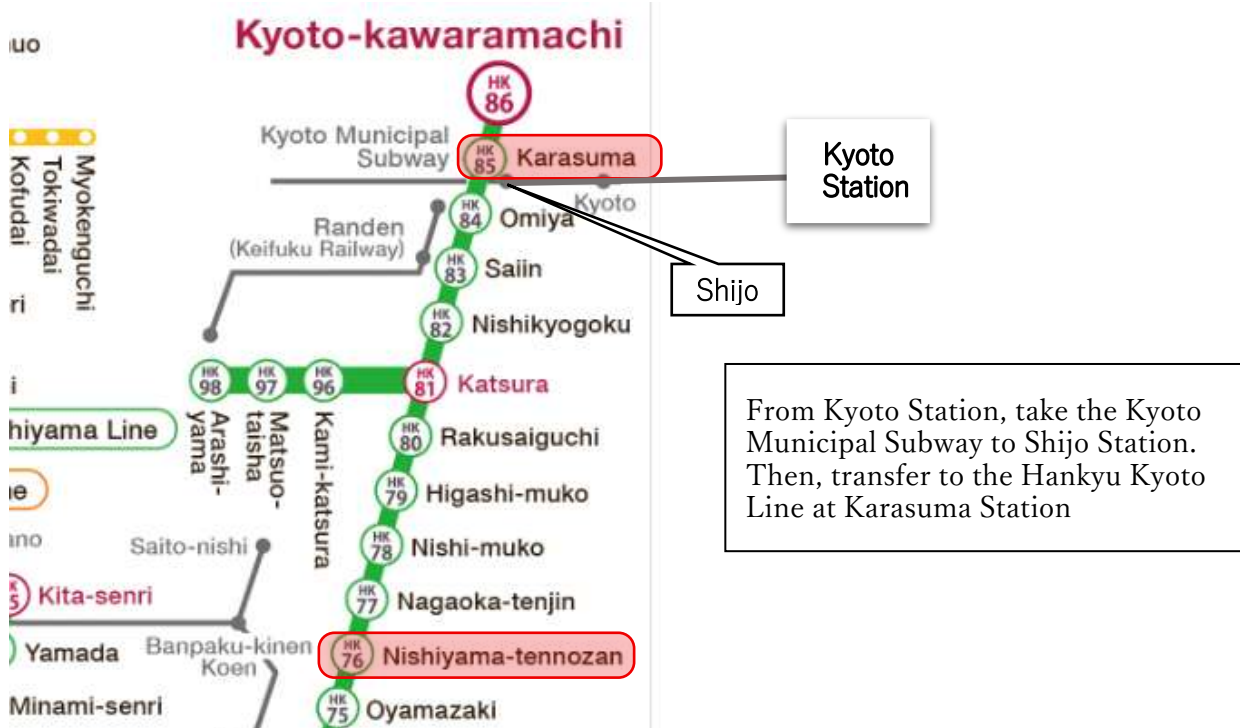 Kyoto-kawaramachi
HK
86
Kyoto Municipal
Subway
HK
85
Karasuma
Kyoto
Station
Kyoto
HK
84
Omiya
Randen
(Keifuku Railway)
HK
83
Saiin
Shijo
HK
82
Nishikyogoku
HK
98
HK
97
HK
96
HK
81
Katsura
Arashi-
yama
Matsuo-
taisha
Kami-katsura
Myokenguchi
Tokiwadai
Kofudai
uo
ri
i
hiyama Line
HK
80
Rakusaiguchi
From Kyoto Station, take the Kyoto
Municipal Subway to Shijo Station.
Then, transfer to the Hankyu Kyoto
Line at Karasuma Station
HK
79
Higashi-muko
e
ano
Saito-nishi
HK
78
Nishi-muko
5
Kita-senri
HK
77
Nagaoka-tenjin
Yamada
Banpaku-kinen
Koen
HK
76
Nishiyama-tennozan
Minami-senri
HK
75
Oyamazaki